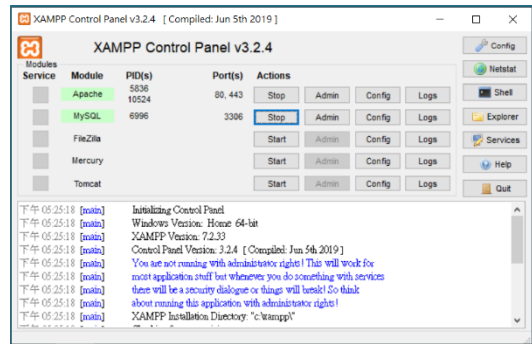 XAMPP Control Panel v3.2.4 [ Compiled: Jun 5th 2019 ]
XAMPP Control Panel v3.2.4
Config
Modules
Service Module PID(s) Port(s) Actions
Netstat
Apache 5836 10524 80, 443 Stop Admin Config Logs
Shell
MySQL 6996 3306 Stop Admin Config Logs
Explorer
FileZilla Start Admin Config Logs
Services
Mercury Start Admin Config Logs
Help
Tomcat Start Admin Config Logs
Quit
下午 05:25:18 [main] Initializing Control Panel
下午 05:25:18 [main] Windows Version: Home 64-bit
下午 05:25:18 [main] XAMPP Version: 7.2.33
下午 05:25:18 [main] Control Panel Version: 3.2.4 [ Compiled: Jun 5th 2019 ]
下午 05:25:18 [main] You are not running with administrator rights! This will work for
下午 05:25:18 [main] most application stuff but whenever you do something with services
下午 05:25:18 [main] there will be a security dialogue or things will break! So think
下午 05:25:18 [main] about running this application with administrator rights!
下午 05:25:18 [main] XAMPP Installation Directory: "c:\xampp\"